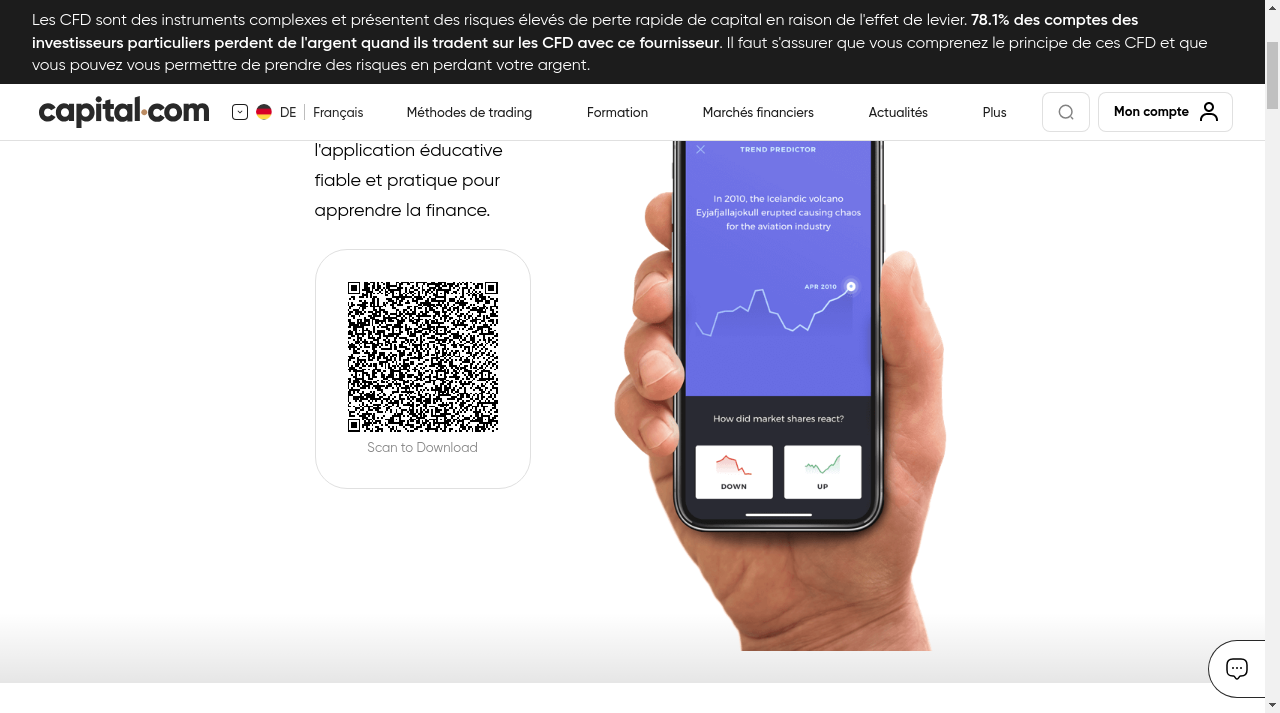 Les CFD sont des instruments complexes et présentent des risques élevés de perte rapide de capital en raison de l'effet de levier. 78.1% des comptes des
investisseurs particuliers perdent de l'argent quand ils tradent sur les CFD avec ce fournisseur. Il faut s'assurer que vous comprenez le principe de ces CFD et que
vous pouvez vous permettre de prendre des risques en perdant votre argent.
capital.com
DE
Français
Méthodes de trading
Formation
Marchés financiers
Actualités
Plus
Mon compte
l'application éducative
fiable et pratique pour
apprendre la finance.
Scan to Download
TREND PREDICTOR
In 2010, the Icelandic volcano
Eyjafjallajokull erupted causing chaos
for the aviation industry
APR 2010
How did market shares react?
DOWN
UP